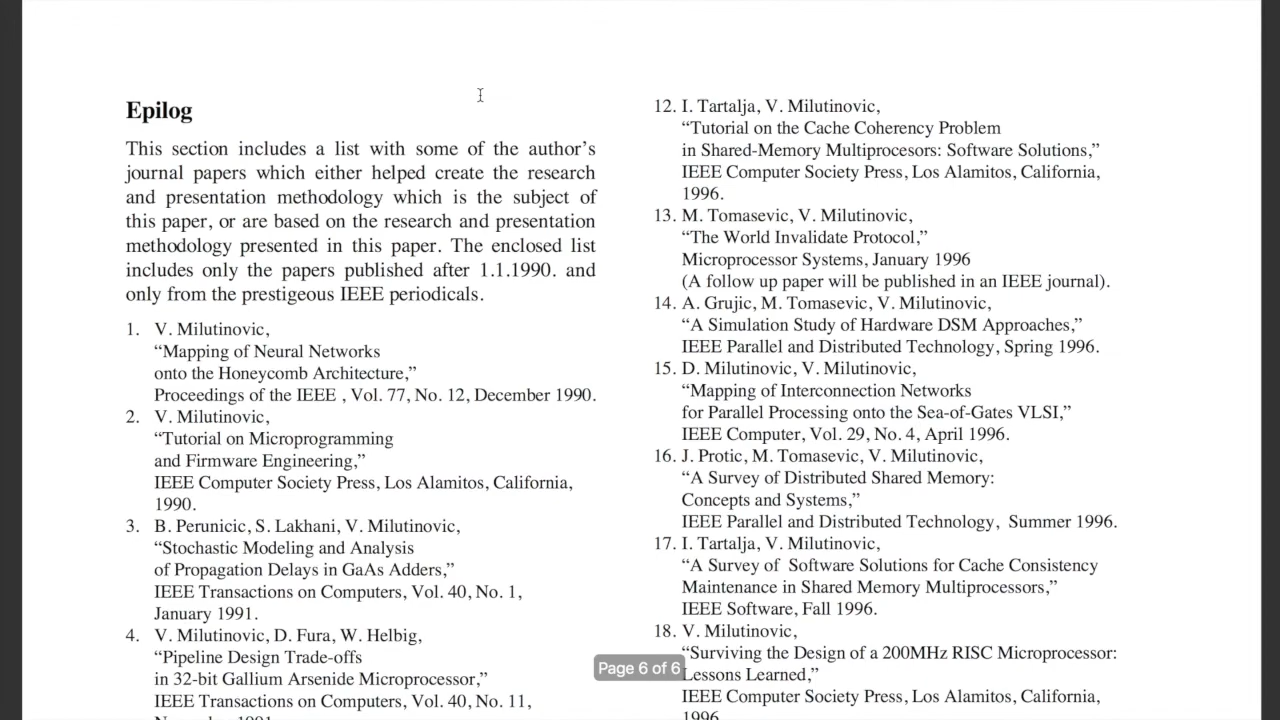 Epilog
This section includes a list with some of the author's
journal papers which either helped create the research
and presentation methodology which is the subject of
this paper, or are based on the research and presentation
methodology presented in this paper. The enclosed list
includes only the papers published after 1.1.1990. and
only from the prestigeous IEEE periodicals.
1. V. Milutinovic,
“Mapping of Neural Networks
onto the Honeycomb Architecture,”
Proceedings of the IEEE , Vol. 77, No. 12, December 1990.
2. V. Milutinovic,
“Tutorial on Microprogramming
and Firmware Engineering,”
IEEE Computer Society Press, Los Alamitos, California,
1990.
3. B. Perunicic, S. Lakhani, V. Milutinovic,
“Stochastic Modeling and Analysis
of Propagation Delays in GaAs Adders,”
IEEE Transactions on Computers, Vol. 40, No. 1,
January 1991.
4. V. Milutinovic, D. Fura, W. Helbig,
“Pipeline Design Trade-offs
in 32-bit Gallium Arsenide Microprocessor,”
IEEE Transactions on Computers, Vol. 40, No. 11,
November 1991.
12. I. Tartalja, V. Milutinovic,
“Tutorial on the Cache Coherency Problem
in Shared-Memory Multiprocesors: Software Solutions,”
IEEE Computer Society Press, Los Alamitos, California,
1996.
13. M. Tomasevic, V. Milutinovic,
“The World Invalidate Protocol,”
Microprocessor Systems, January 1996
(A follow up paper will be published in an IEEE journal).
14. A. Grujic, M. Tomasevic, V. Milutinovic,
“A Simulation Study of Hardware DSM Approaches,”
IEEE Parallel and Distributed Technology, Spring 1996.
15. D. Milutinovic, V. Milutinovic,
“Mapping of Interconnection Networks
for Parallel Processing onto the Sea-of-Gates VLSI,”
IEEE Computer, Vol. 29, No. 4, April 1996.
16. J. Protic, M. Tomasevic, V. Milutinovic,
“A Survey of Distributed Shared Memory:
Concepts and Systems,”
IEEE Parallel and Distributed Technology, Summer 1996.
17. I. Tartalja, V. Milutinovic,
“A Survey of Software Solutions for Cache Consistency
Maintenance in Shared Memory Multiprocessors,”
IEEE Software, Fall 1996.
18. V. Milutinovic,
“Surviving the Design of a 200MHz RISC Microprocessor:
Lessons Learned,”
IEEE Computer Society Press, Los Alamitos, California,
1996.
Page 6 of 6